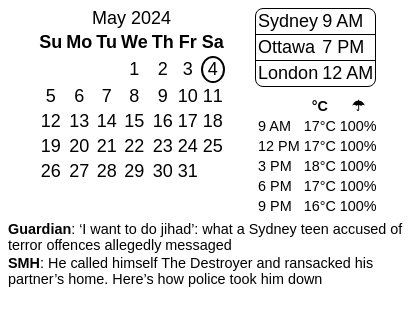 May 2024
Su Mo Tu We Th Fr Sa
1 2 3 4
5 6 7 8 9 10 11
12 13 14 15 16 17 18
19 20 21 22 23 24 25
26 27 28 29 30 31
Sydney 9 AM
Ottawa 7 PM
London 12 AM
°C ☂
9 AM 17°C 100%
12 PM 17°C 100%
3 PM 18°C 100%
6 PM 17°C 100%
9 PM 16°C 100%
Guardian: ‘I want to do jihad’: what a Sydney teen accused of
terror offences allegedly messaged
SMH: He called himself The Destroyer and ransacked his
partner’s home. Here’s how police took him down